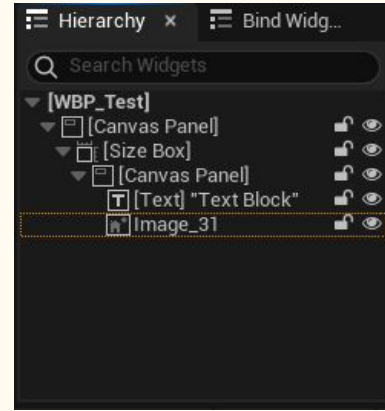 Hierarchy × Bind Widg...
Search Widgets
[WBP_Test]
[Canvas Panel]
[Size Box]
[Canvas Panel]
T [Text] "Text Block"
Image_31